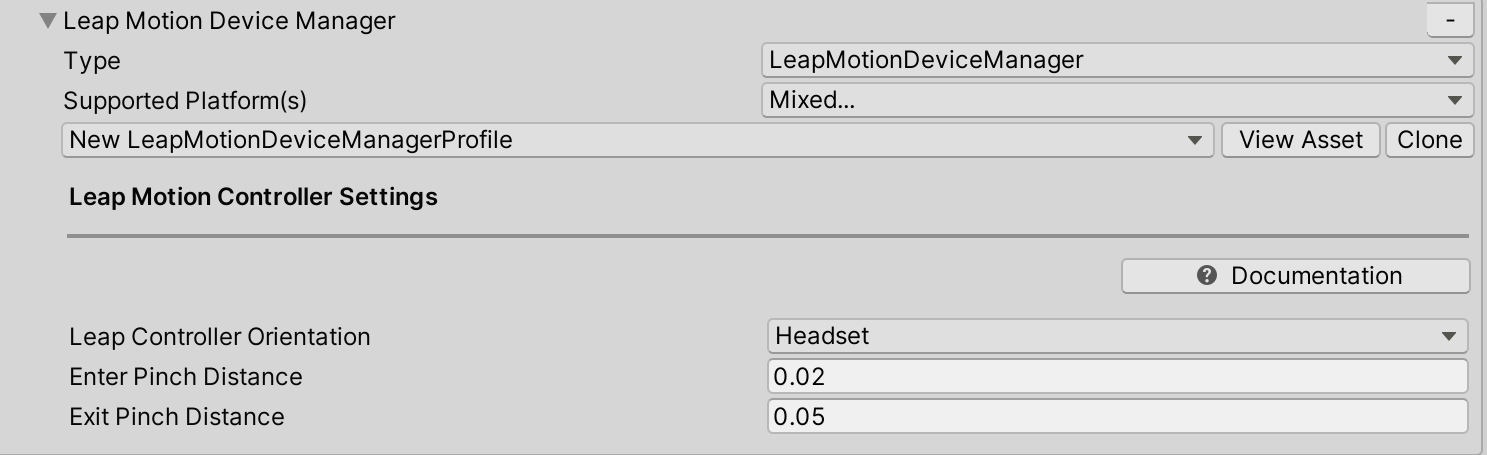 Leap Motion Device Manager -
Type LeapMotionDeviceManager
Supported Platform(s) Mixed...
New LeapMotionDeviceManagerProfile View Asset Clone
Leap Motion Controller Settings
? Documentation
Leap Controller Orientation Headset
Enter Pinch Distance 0.02
Exit Pinch Distance 0.05